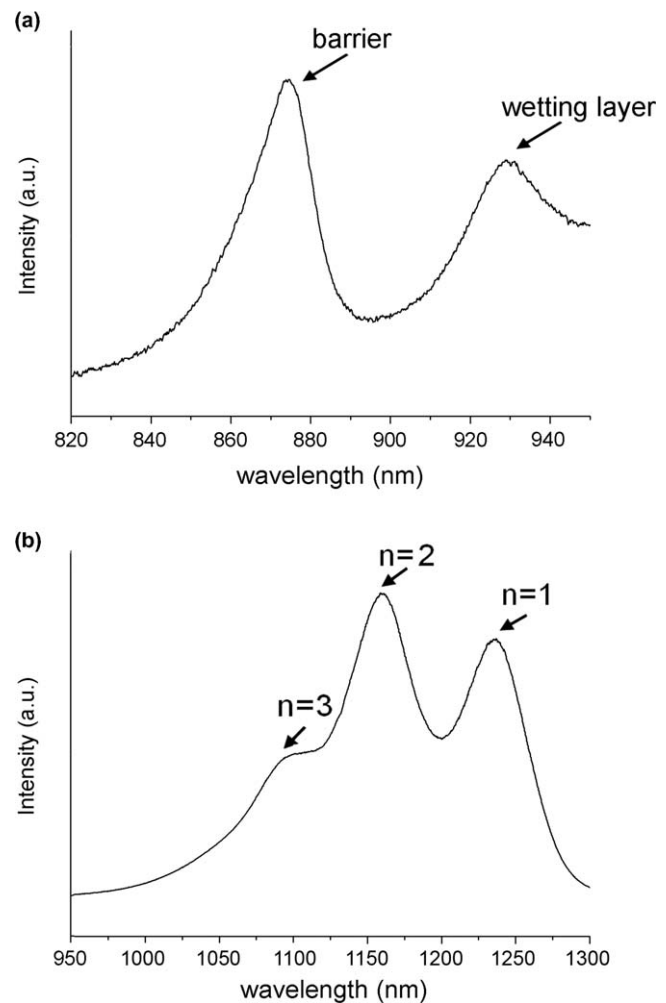 (a)
barrier
wetting layer
Intensity (a.u.)
820 840 860 880 900 920 940
wavelength (nm)
(b)
n=2
n=1
n=3
Intensity (a.u.)
950 1000 1050 1100 1150 1200 1250 1300
wavelength (nm)